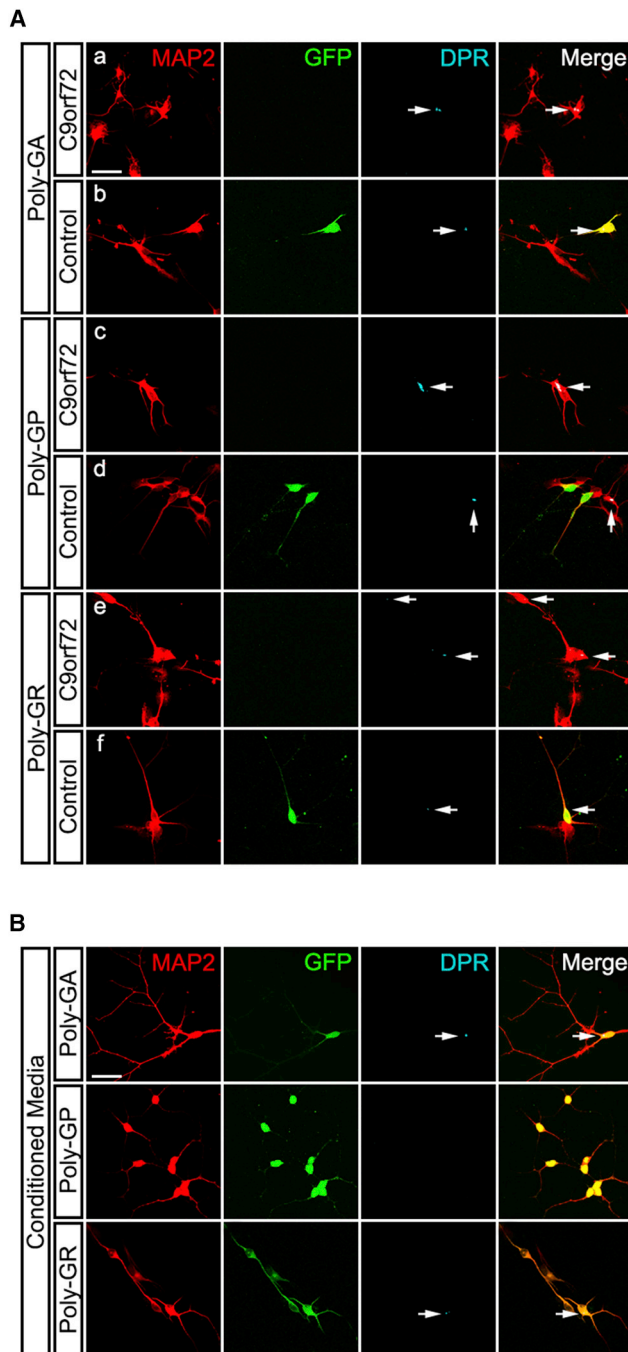 A
MAP2 GFP DPR Merge
Poly-GA
C9orf72
a
Control
b
Poly-GP
C9orf72
c
Control
d
Poly-GR
C9orf72
e
Control
f
B
MAP2 GFP DPR Merge
Conditioned Media
Poly-GA
Poly-GP
Poly-GR